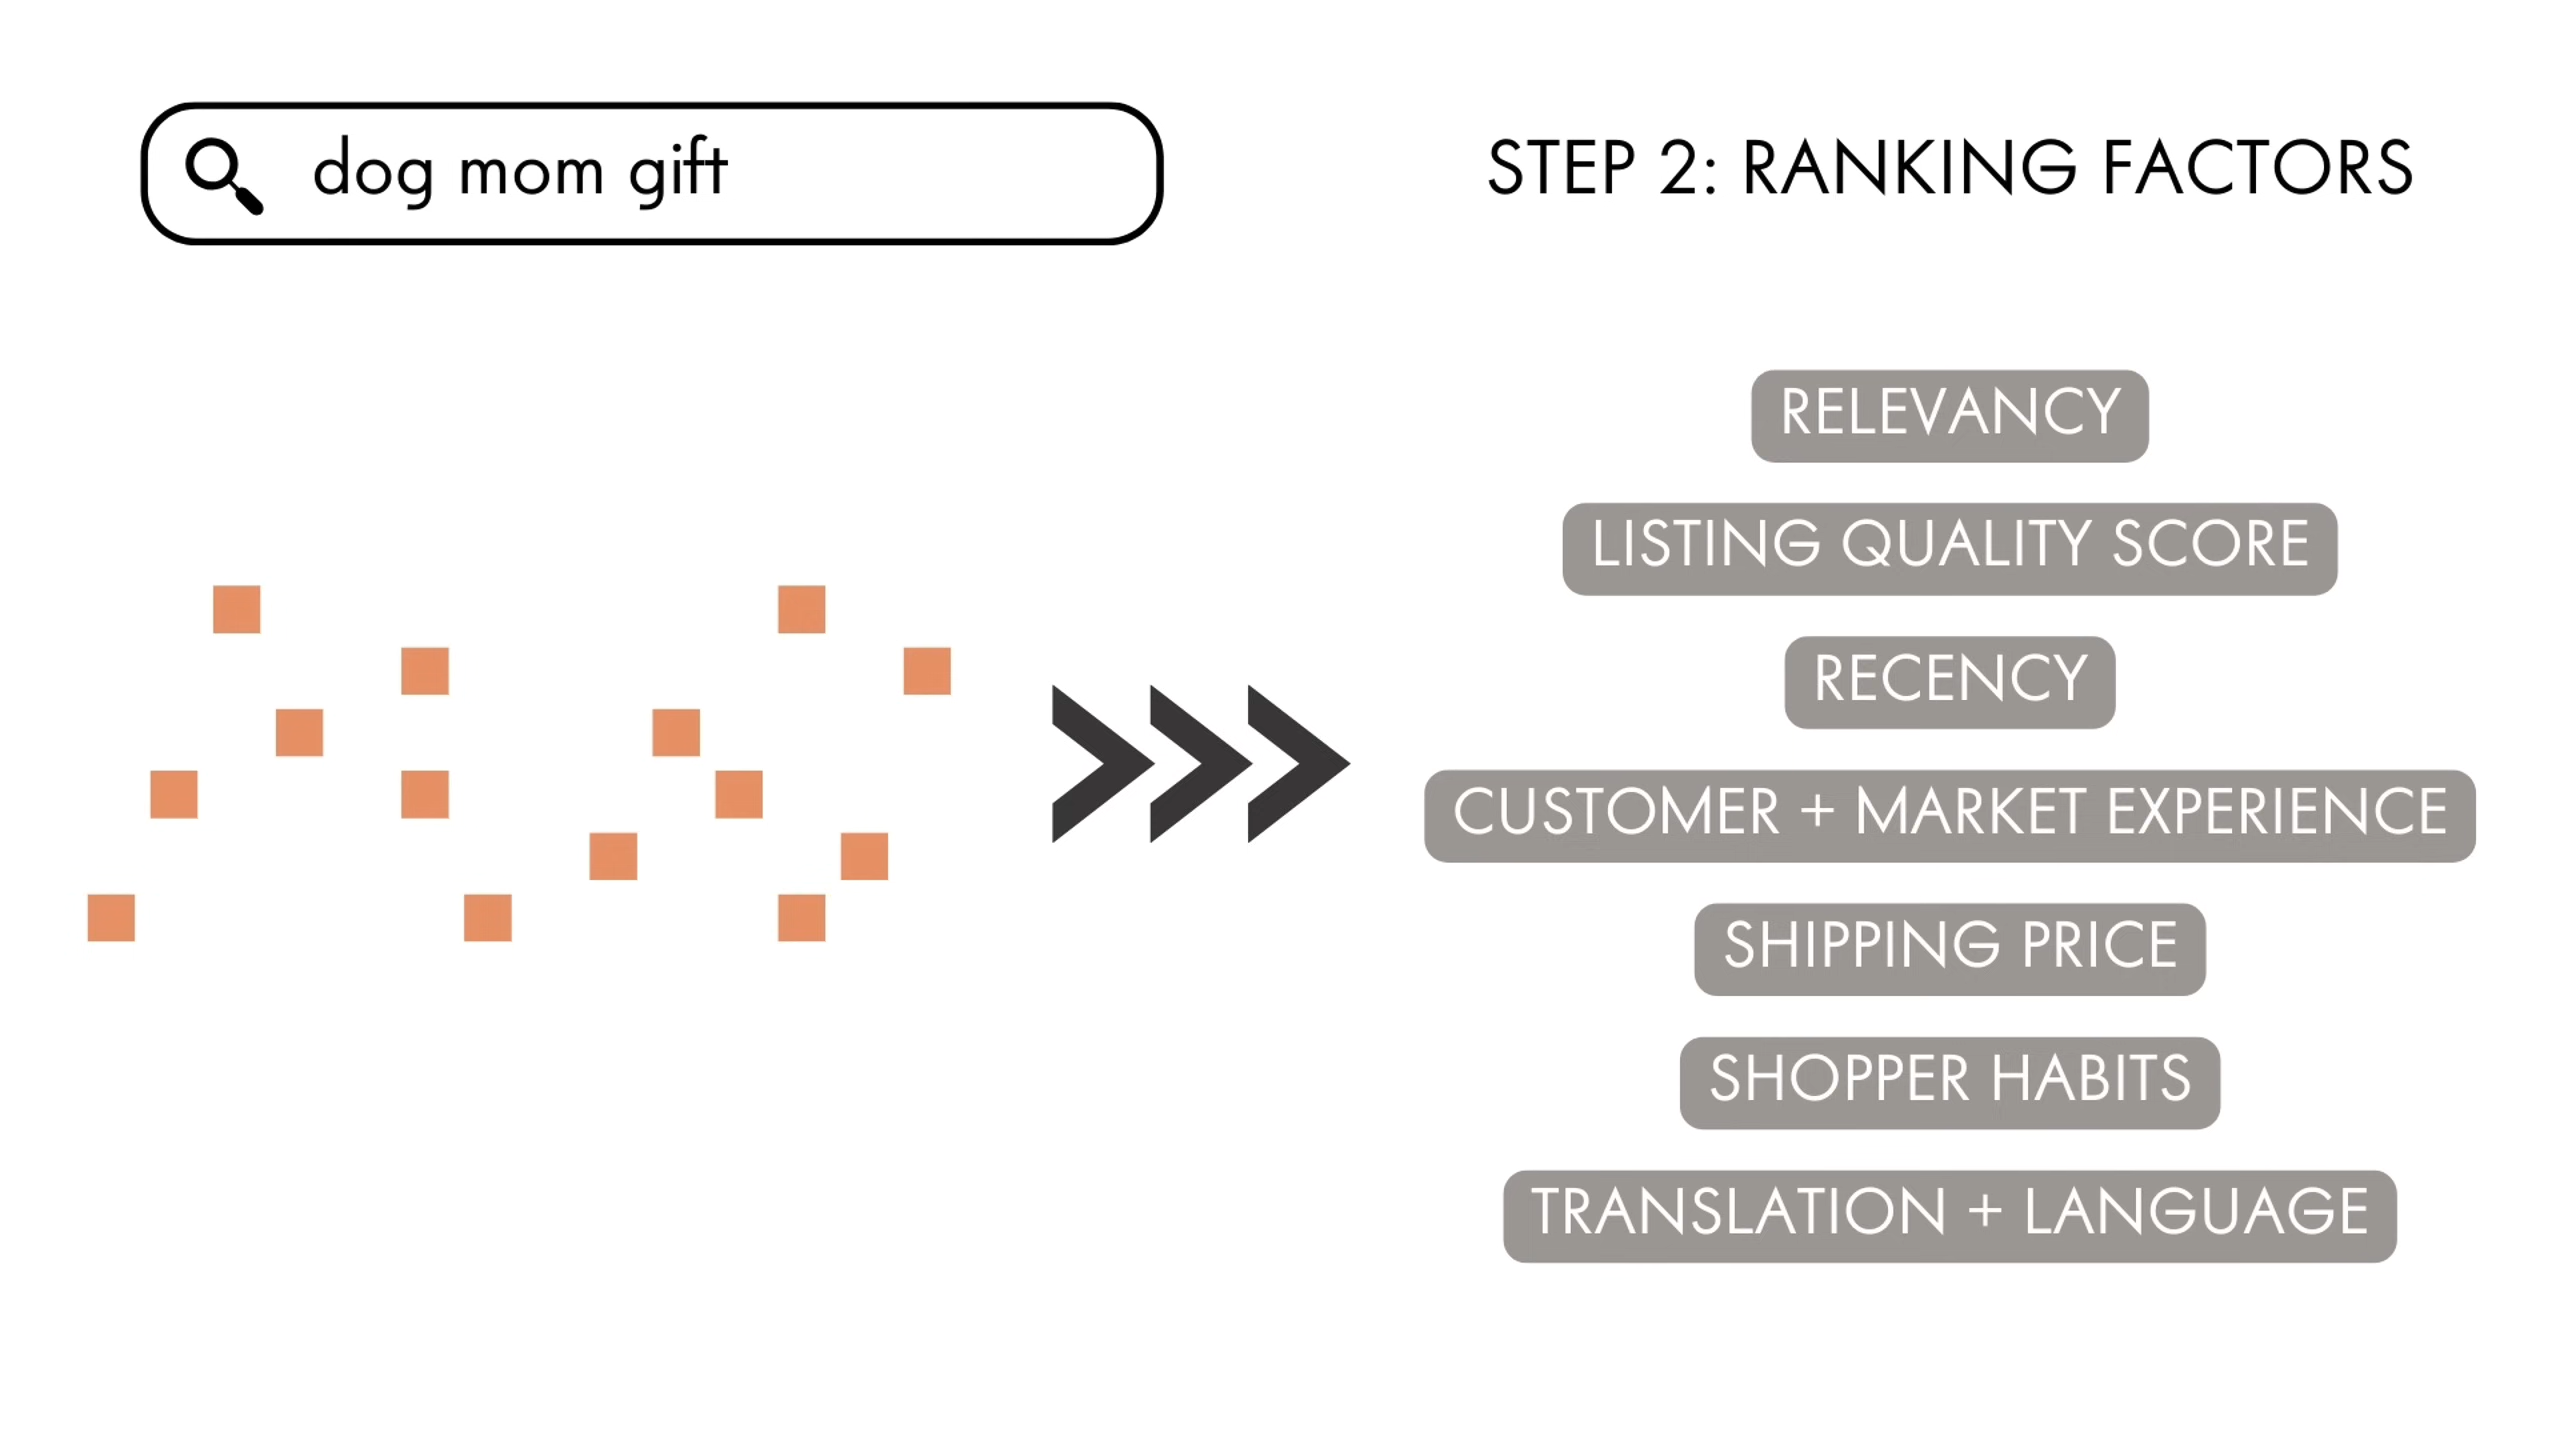 dog mom gift
STEP 2: RANKING FACTORS
RELEVANCY
LISTING QUALITY SCORE
RECENCY
CUSTOMER + MARKET EXPERIENCE
SHIPPING PRICE
SHOPPER HABITS
TRANSLATION + LANGUAGE